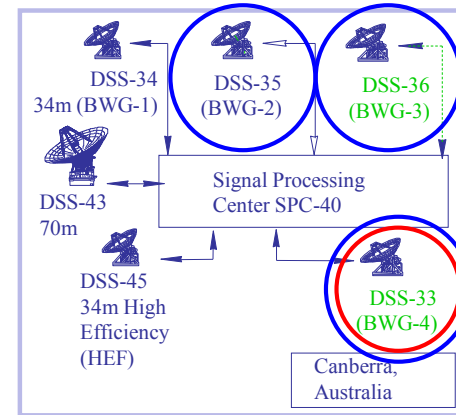 DSS-34
34m (BWG-1)
DSS-35
(BWG-2)
DSS-36
(BWG-3)
DSS-43
70m
Signal Processing
Center SPC-40
DSS-45
34m High
Efficiency
(HEF)
DSS-33
(BWG-4)
Canberra,
Australia